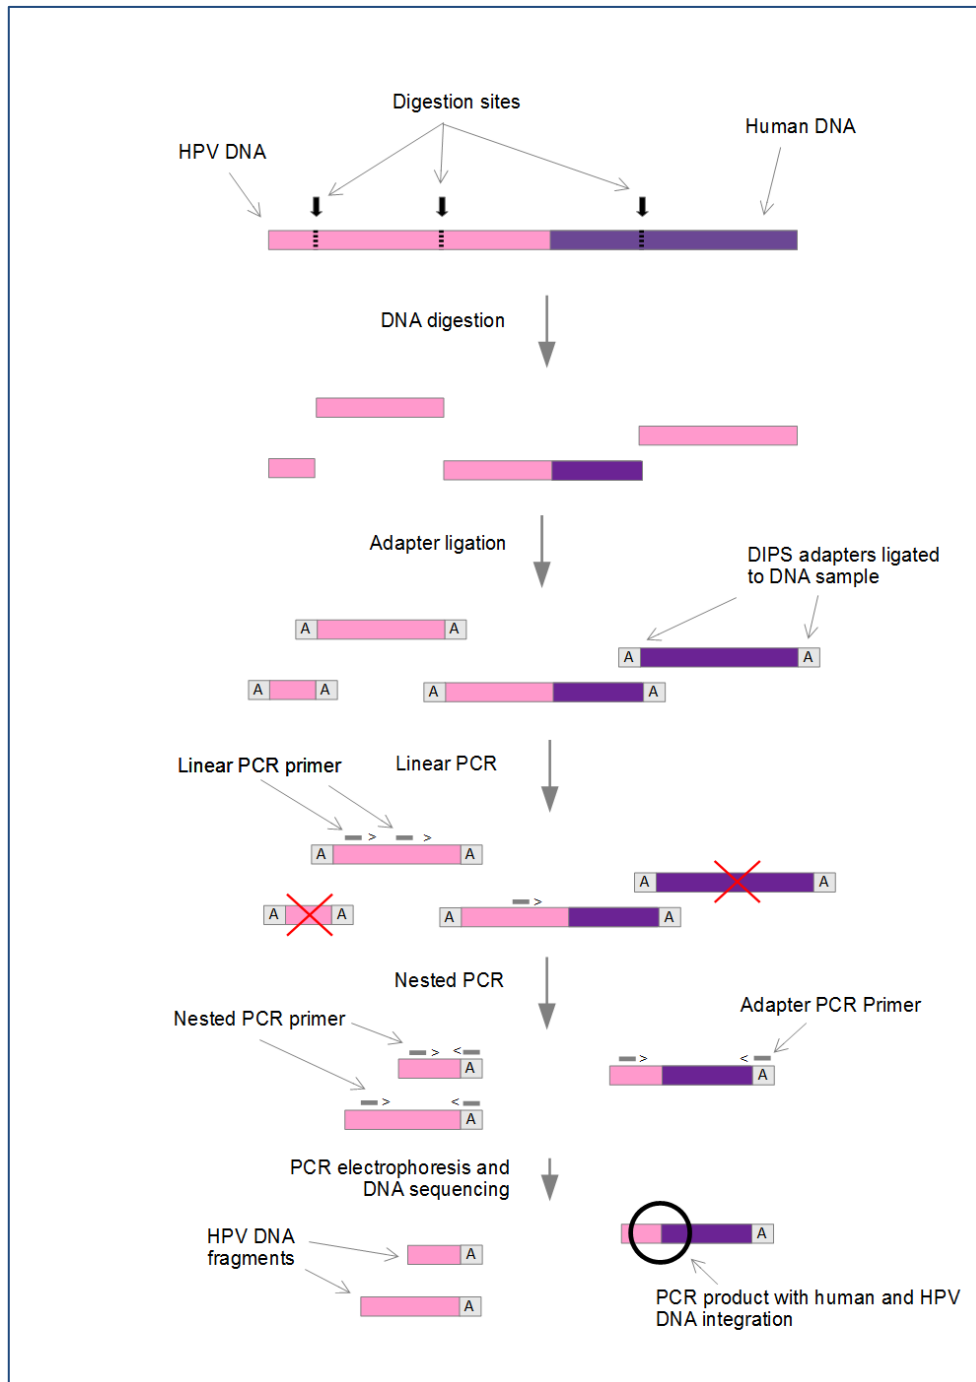 Digestion sites
Human DNA
HPV DNA
DNA digestion
Adapter ligation
DIPS adapters ligated
to DNA sample
A A
A A
A A
A A
Linear PCR primer
Linear PCR
> >
A A
A A
>
A A
A A
Nested PCR
Nested PCR primer
Adapter PCR Primer
> <
> <
A
A
> <
A
PCR electrophoresis and
DNA sequencing
HPV DNA
fragments
A
A
A
PCR product with human and HPV
DNA integration